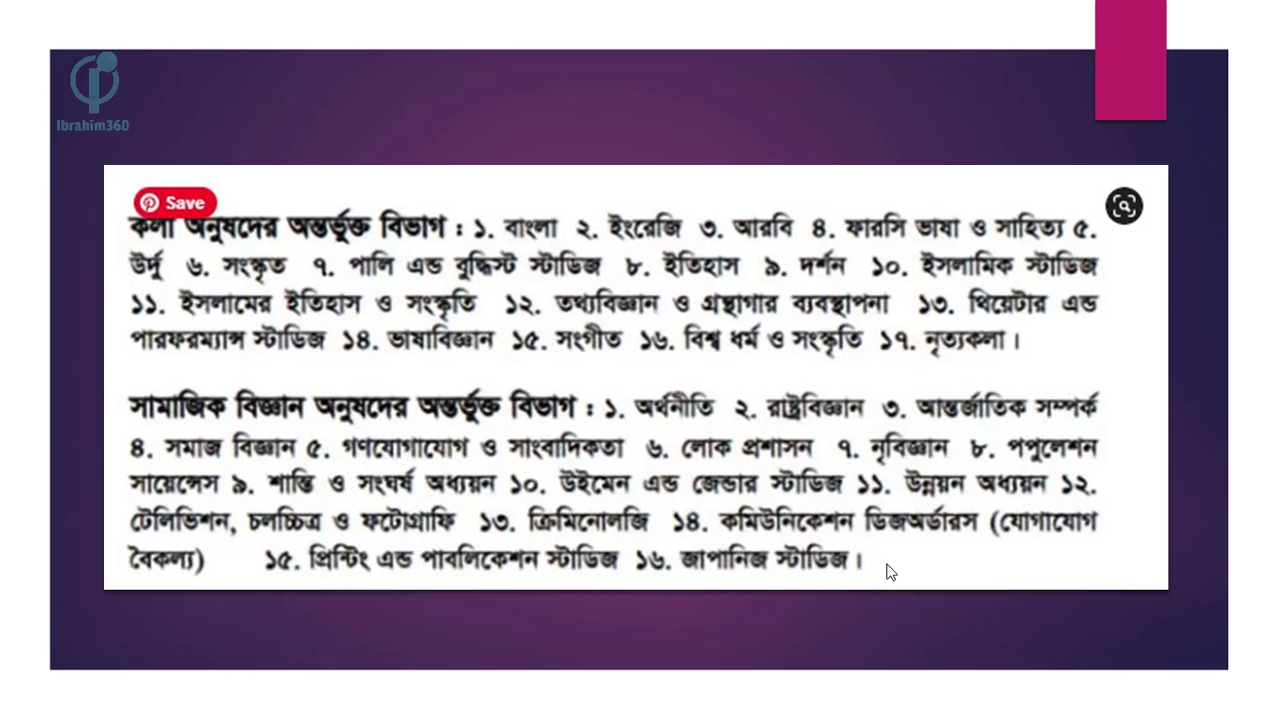 Ibrahim360
Save
কলা অনুষদের অন্তর্ভুক্ত বিভাগ : ১. বাংলা ২. ইংরেজি ৩. আরবি ৪. ফারসি ভাষা ও সাহিত্য ৫.
উর্দু ৬. সংস্কৃত ৭. পালি এন্ড বুদ্ধিস্ট স্টাডিজ ৮. ইতিহাস ৯. দর্শন ১০. ইসলামিক স্টাডিজ
১১. ইসলামের ইতিহাস ও সংস্কৃতি ১২. তথ্যবিজ্ঞান ও গ্রন্থাগার ব্যবস্থাপনা ১৩. থিয়েটার এন্ড
পারফরম্যান্স স্টাডিজ ১৪. ভাষাবিজ্ঞান ১৫. সংগীত ১৬. বিশ্ব ধর্ম ও সংস্কৃতি ১৭. নৃত্যকলা।
সামাজিক বিজ্ঞান অনুষদের অন্তর্ভুক্ত বিভাগ : ১. অর্থনীতি ২. রাষ্ট্রবিজ্ঞান ৩. আন্তর্জাতিক সম্পর্ক
৪. সমাজ বিজ্ঞান ৫. গণযোগাযোগ ও সাংবাদিকতা ৬. লোক প্রশাসন ৭. নৃবিজ্ঞান ৮. পপুলেশন
সায়েন্সেস ৯. শান্তি ও সংঘর্ষ অধ্যয়ন ১০. উইমেন এন্ড জেন্ডার স্টাডিজ ১১. উন্নয়ন অধ্যয়ন ১২.
টেলিভিশন, চলচ্চিত্র ও ফটোগ্রাফি ১৩. ক্রিমিনোলজি ১৪. কমিউনিকেশন ডিজঅর্ডারস (যোগাযোগ
বৈকল্য) ১৫. প্রিন্টিং এন্ড পাবলিকেশন স্টাডিজ ১৬. জাপানিজ স্টাডিজ।